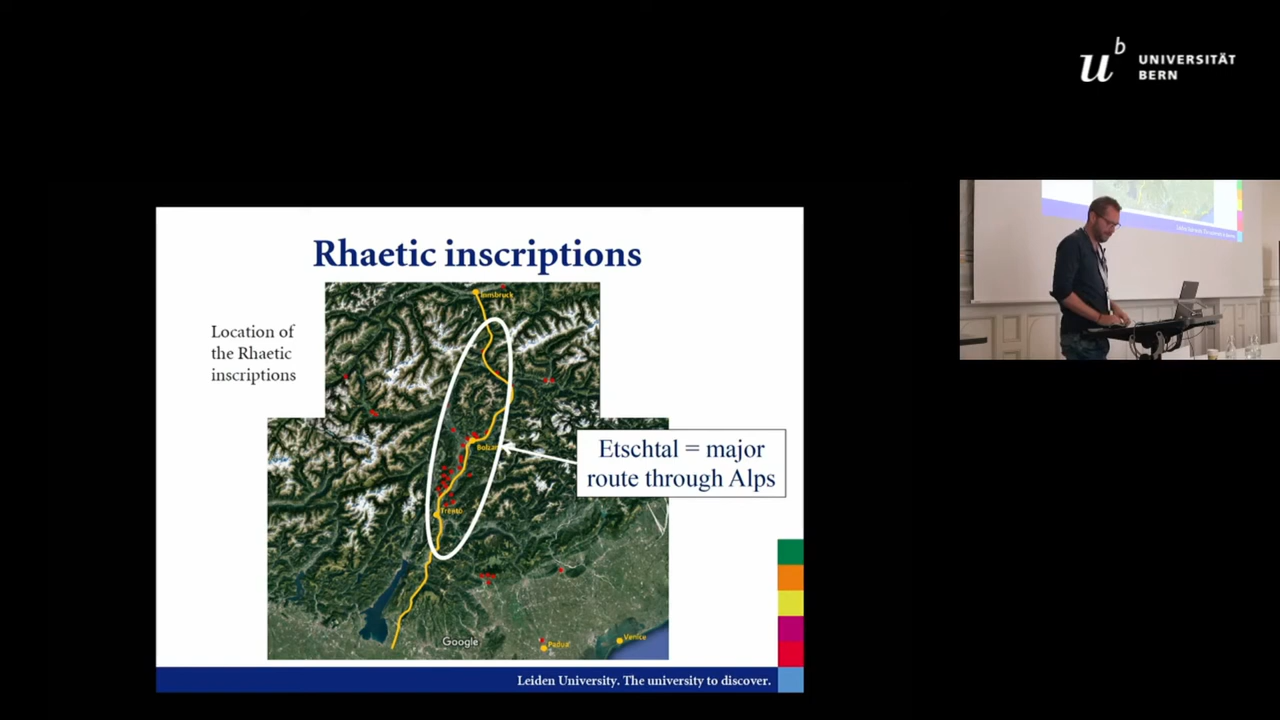 u
b
UNIVERSITÄT
BERN
Rhaetic inscriptions
Location of
the Rhaetic
inscriptions
Innsbruck
Bolzano
Etschtal = major
route through Alps
Trento
Google
Padua
Venice
Leiden University. The university to discover.